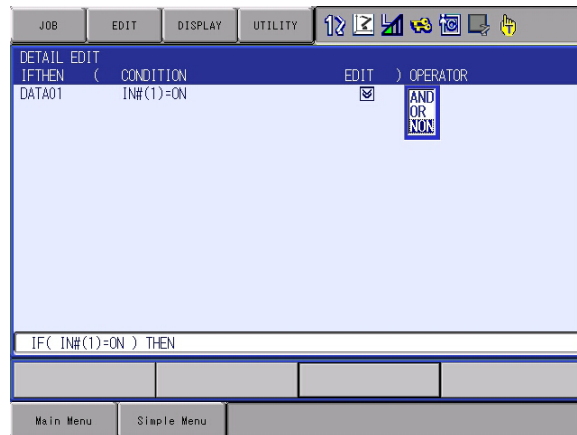 JOB EDIT DISPLAY UTILITY
DETAIL EDIT
IFTHEN ( CONDITION EDIT ) OPERATOR
DATA01 IN#(1)=ON AND
OR
NON
IF( IN#(1)=ON ) THEN
Main Menu Simple Menu